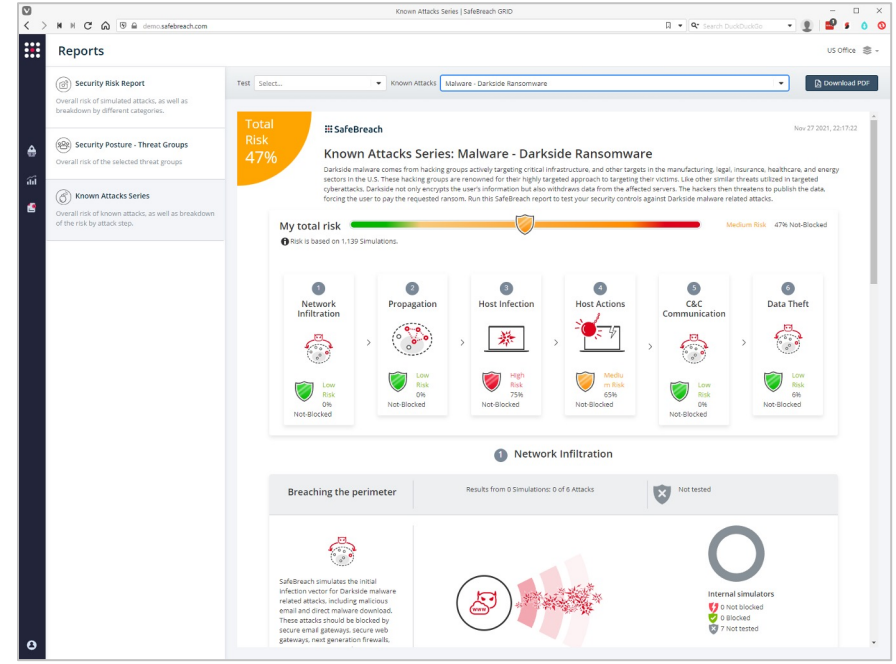 Known Attacks Series | SafeBreach GRID
demo.safebreach.com
Search DuckDuckGo
Reports
US Office
Security Risk Report
Overall risk of simulated attacks, as well as
breakdown by different categories.
Security Posture - Threat Groups
Overall risk of the selected threat groups
Known Attacks Series
Overall risk of known attacks, as well as breakdown
of the risk by attack step.
Test Select... Known Attacks Malware - Darkside Ransomware Download PDF
Total
Risk
47%
SafeBreach
Nov 27 2021, 22:17:22
Known Attacks Series: Malware - Darkside Ransomware
Darkside malware comes from hacking groups actively targeting critical infrastructure, and other targets in the manufacturing, legal, insurance, healthcare, and energy
sectors in the U.S. These hacking groups are renowned for their highly targeted approach to targeting their victims. Like other similar threats utilized in targeted
cyberattacks. Darkside not only encrypts the user's information but also withdraws data from the affected servers. The hackers then threatens to publish the data,
forcing the user to pay the requested ransom. Run this SafeBreach report to test your security controls against Darkside malware related attacks.
My total risk Medium Risk 47% Not-Blocked
Risk is based on 1,139 Simulations.
1
Network
Infiltration
Low
Risk
0%
Not-Blocked
2
Propagation
Low
Risk
0%
Not-Blocked
3
Host Infection
High
Risk
75%
Not-Blocked
4
Host Actions
Mediu
m Risk
65%
Not-Blocked
5
C&C
Communication
Low
Risk
0%
Not-Blocked
6
Data Theft
Low
Risk
6%
Not-Blocked
1 Network Infiltration
Breaching the perimeter
Results from 0 Simulations: 0 of 6 Attacks
Not tested
SafeBreach simulates the initial
infection vector for Darkside malware
related attacks, including malicious
email and direct malware download.
These attacks should be blocked by
secure email gateways, secure web
gateways, next generation firewalls,
WWW
Internal simulators
0 Not blocked
0 Blocked
7 Not tested